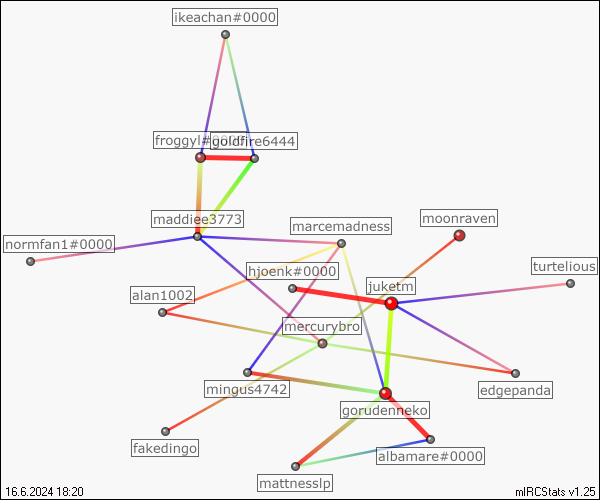 ikeachan#0000
froggyl#0000
goldfire6444
maddiee3773
marcemadness
moonraven
normfan1#0000
hjoenk#0000
turtelious
juketm
alan1002
mercurybro
mingus4742
edgepanda
gorudenneko
fakedingo
albamare#0000
mattnesslp
16.6.2024 18:20
mIRCStats v1.25